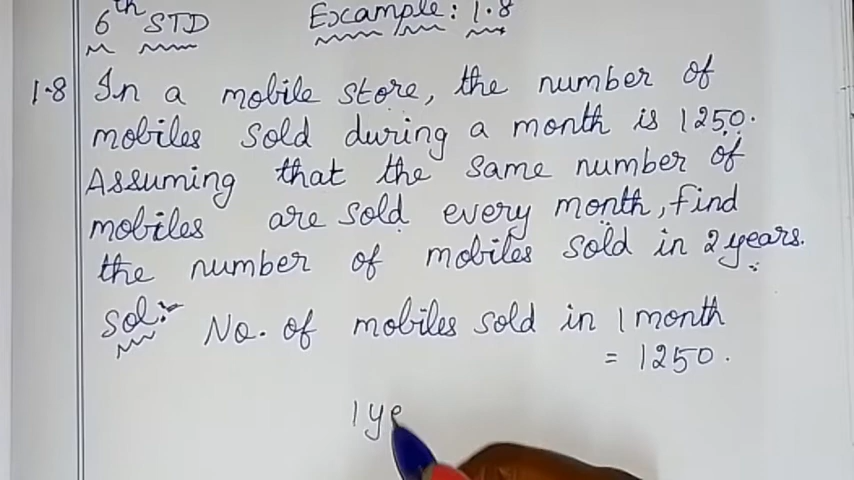 6th STD Example: 1.8
1.8 In a mobile store, the number of
mobiles sold during a month is 1250.
Assuming that the same number of
mobiles are sold every month, find
the number of mobiles sold in 2 years.
Sol:- No. of mobiles sold in 1 month
= 1250.
1 ye